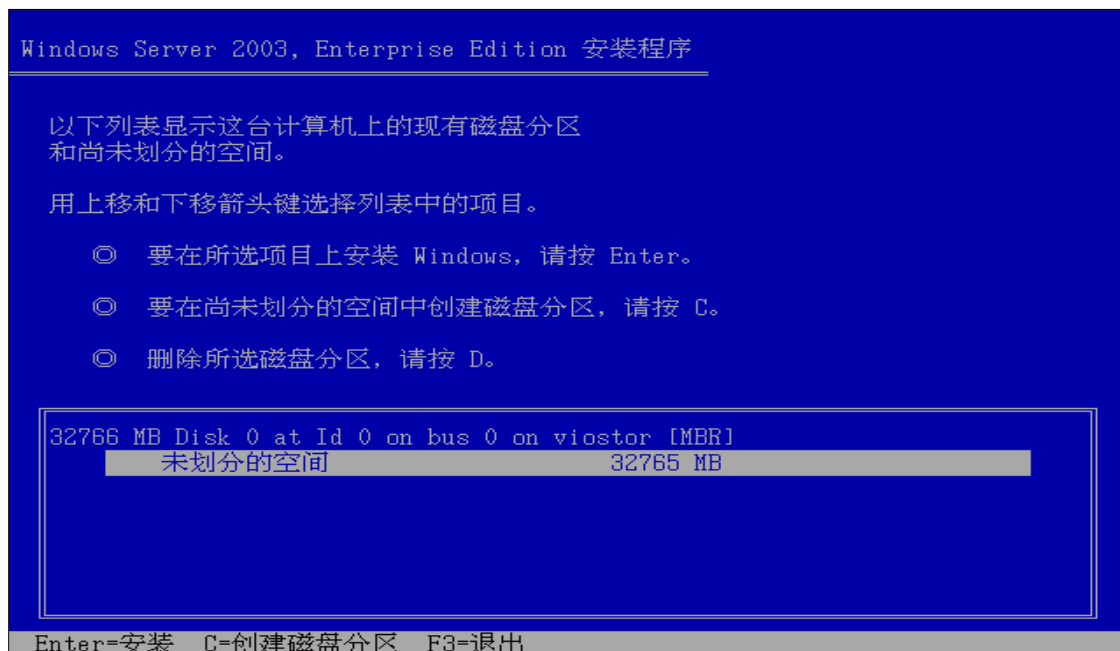 Windows Server 2003, Enterprise Edition 安装程序
以下列表显示这台计算机上的现有磁盘分区
和尚未划分的空间。
用上移和下移箭头键选择列表中的项目。
◎ 要在所选项目上安装 Windows，请按 Enter。
◎ 要在尚未划分的空间中创建磁盘分区，请按 C。
◎ 删除所选磁盘分区，请按 D。
32766 MB Disk 0 at Id 0 on bus 0 on viostor [MBR]
未划分的空间 32765 MB
Enter=安装 C=创建磁盘分区 F3=退出